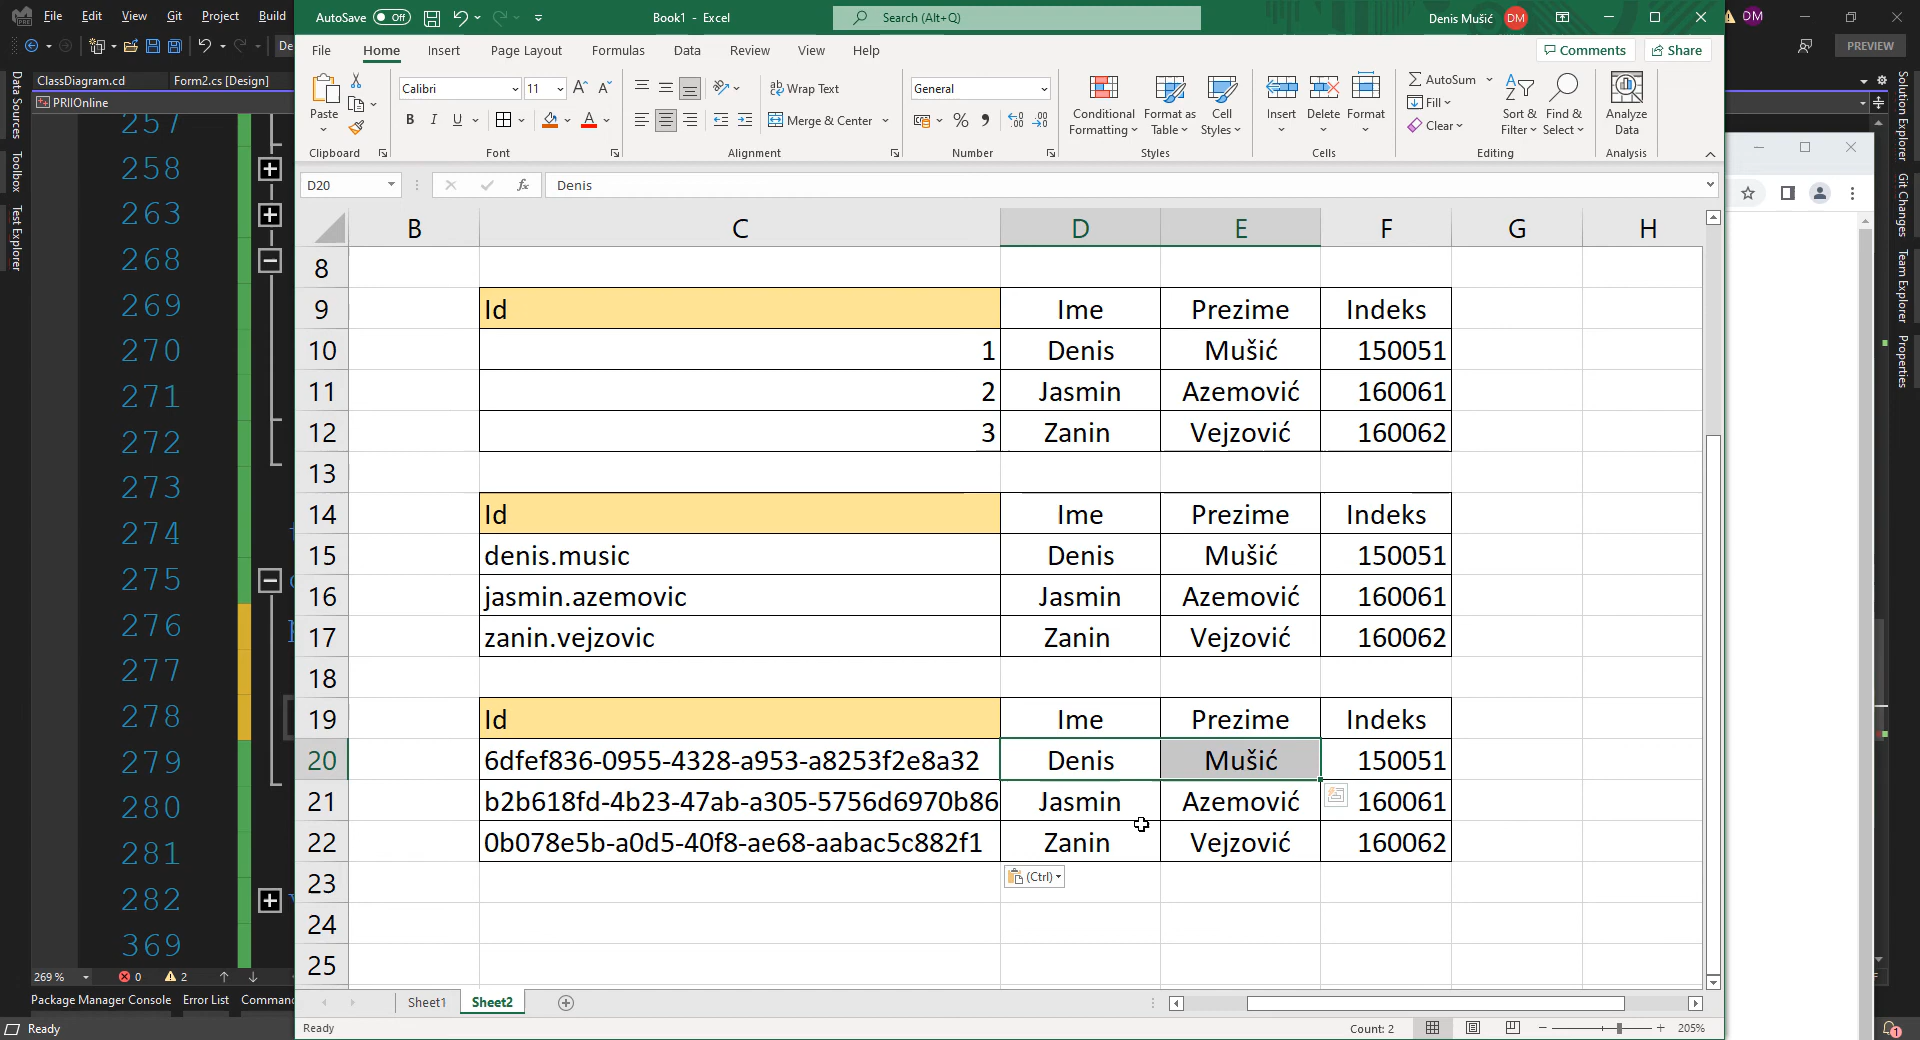 File Edit View Git Project Build
AutoSave Off Book1 - Excel Search (Alt+Q) Denis Mušić DM
DM
File Home Insert Page Layout Formulas Data Review View Help Comments Share
De
PREVIEW
ClassDiagram.cd Form2.cs [Design]
PRIIOnline
Data Sources
Toolbox
Test Explorer
Paste
Calibri 11
B I U
Wrap Text
Merge & Center
General
Conditional Formatting
Format as Table
Cell Styles
Insert Delete Format
AutoSum
Fill
Clear
Sort & Filter
Find & Select
Analyze Data
Clipboard Font Alignment Number Styles Cells Editing Analysis
D20 fx Denis
B C D E F G H
8
9 Id Ime Prezime Indeks
10 1 Denis Mušić 150051
11 2 Jasmin Azemović 160061
12 3 Zanin Vejzović 160062
13
14 Id Ime Prezime Indeks
15 denis.music Denis Mušić 150051
16 jasmin.azemovic Jasmin Azemović 160061
17 zanin.vejzovic Zanin Vejzović 160062
18
19 Id Ime Prezime Indeks
20 6dfef836-0955-4328-a953-a8253f2e8a32 Denis Mušić 150051
21 b2b618fd-4b23-47ab-a305-5756d6970b86 Jasmin Azemović 160061
22 0b078e5b-a0d5-40f8-ae68-aabac5c882f1 Zanin Vejzović 160062
23
(Ctrl)
24
25
257
258
263
268
269
270
271
272
273
274
275
276
277
278
279
280
281
282
369
Solution Explorer
Git Changes
Team Explorer
Properties
269 % 0 2
Package Manager Console Error List Comman
Sheet1 Sheet2
Ready
Ready Count: 2 205%
1